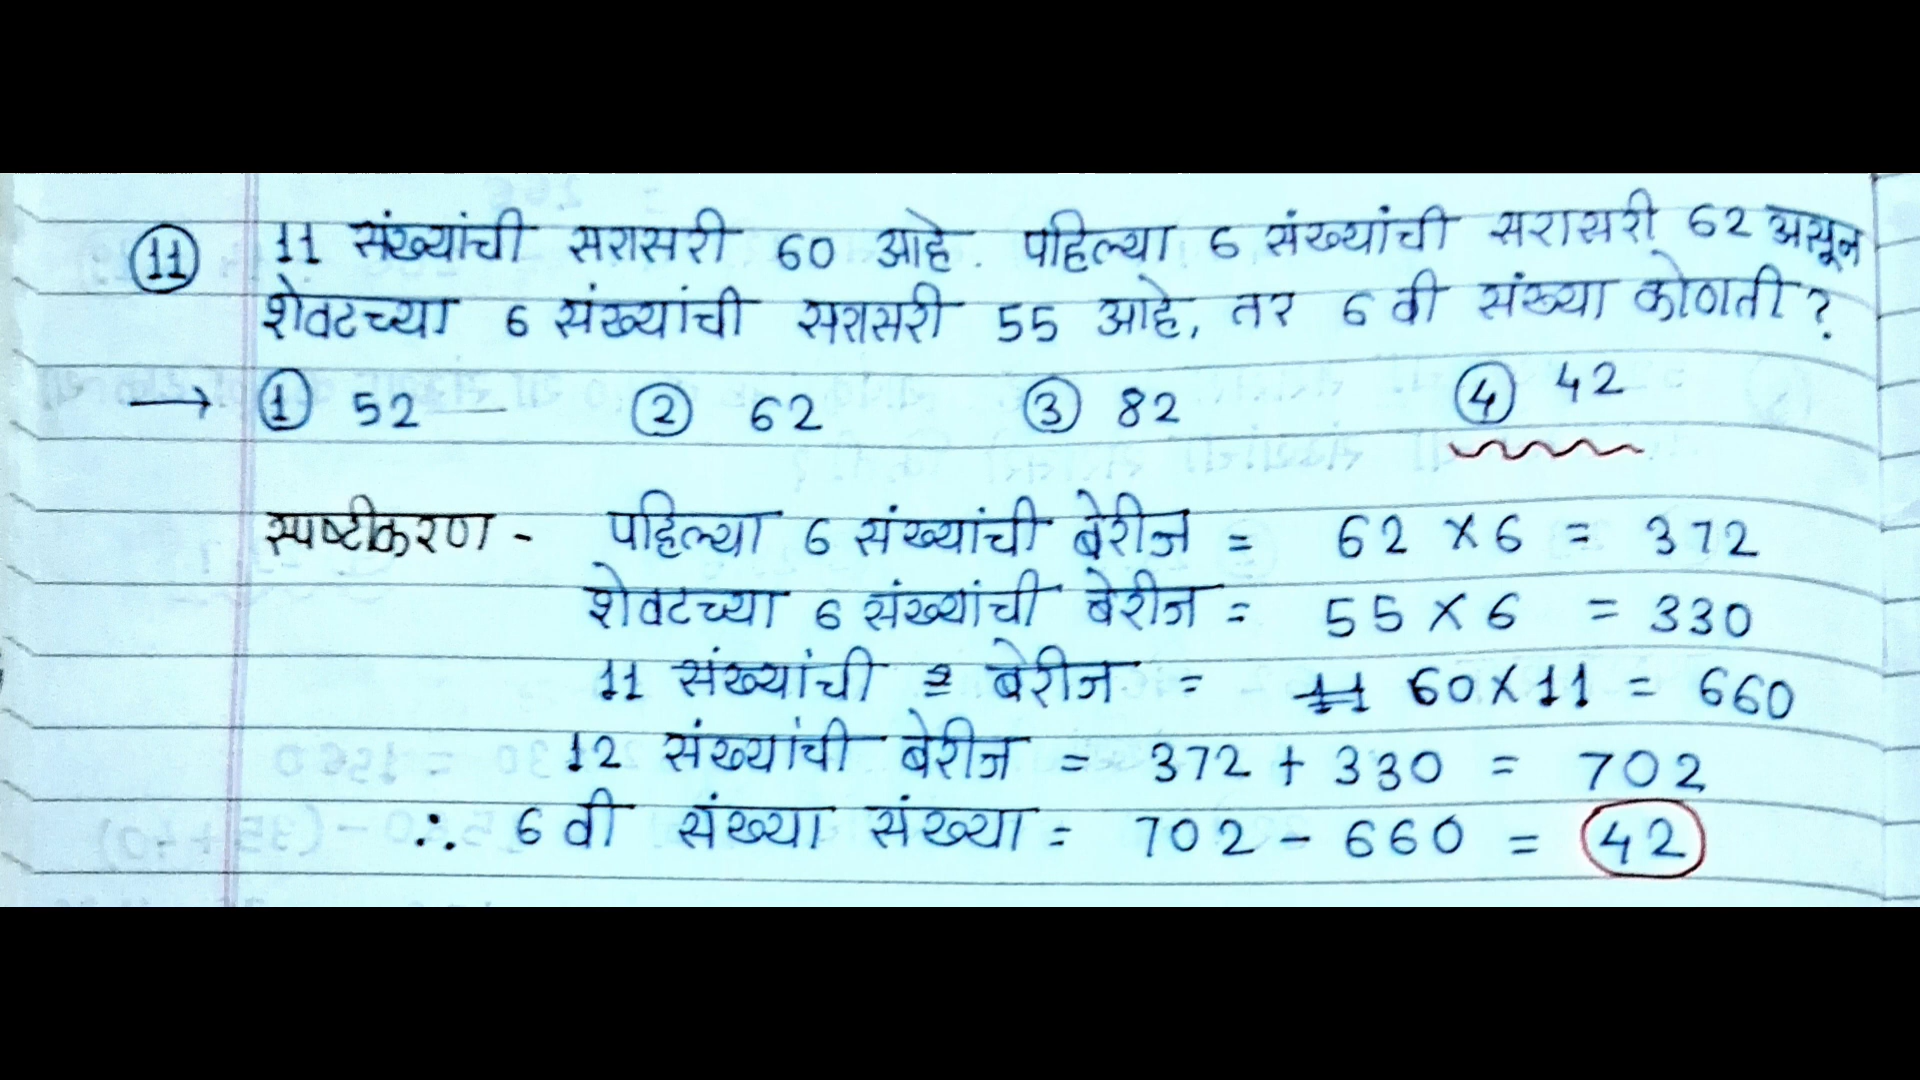 11 11 संख्यांची सरासरी 60 आहे. पहिल्या 6 संख्यांची सरासरी 62 असून
शेवटच्या 6 संख्यांची सरासरी 55 आहे, तर 6 वी संख्या कोणती ?
→ 1 52 2 62 3 82 4 42
स्पष्टीकरण - पहिल्या 6 संख्यांची बेरीज = 62 × 6 = 372
शेवटच्या 6 संख्यांची बेरीज = 55 × 6 = 330
11 संख्यांची बेरीज = 60 × 11 = 660
12 संख्यांची बेरीज = 372 + 330 = 702
∴ 6 वी संख्या संख्या = 702 - 660 = 42